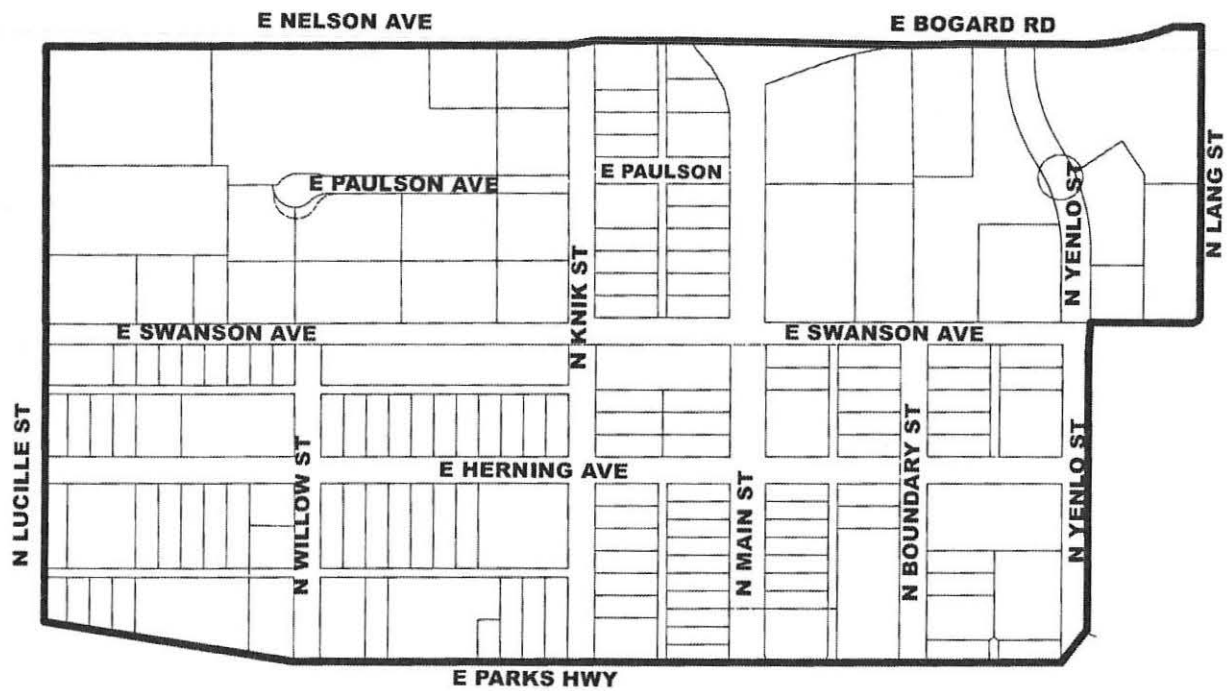 E NELSON AVE
E BOGARD RD
E PAULSON AVE
E PAULSON
N YENLO ST
N LANG ST
N KNIK ST
E SWANSON AVE
E SWANSON AVE
N LUCILLE ST
N WILLOW ST
E HERNING AVE
N MAIN ST
N BOUNDARY ST
N YENLO ST
E PARKS HWY